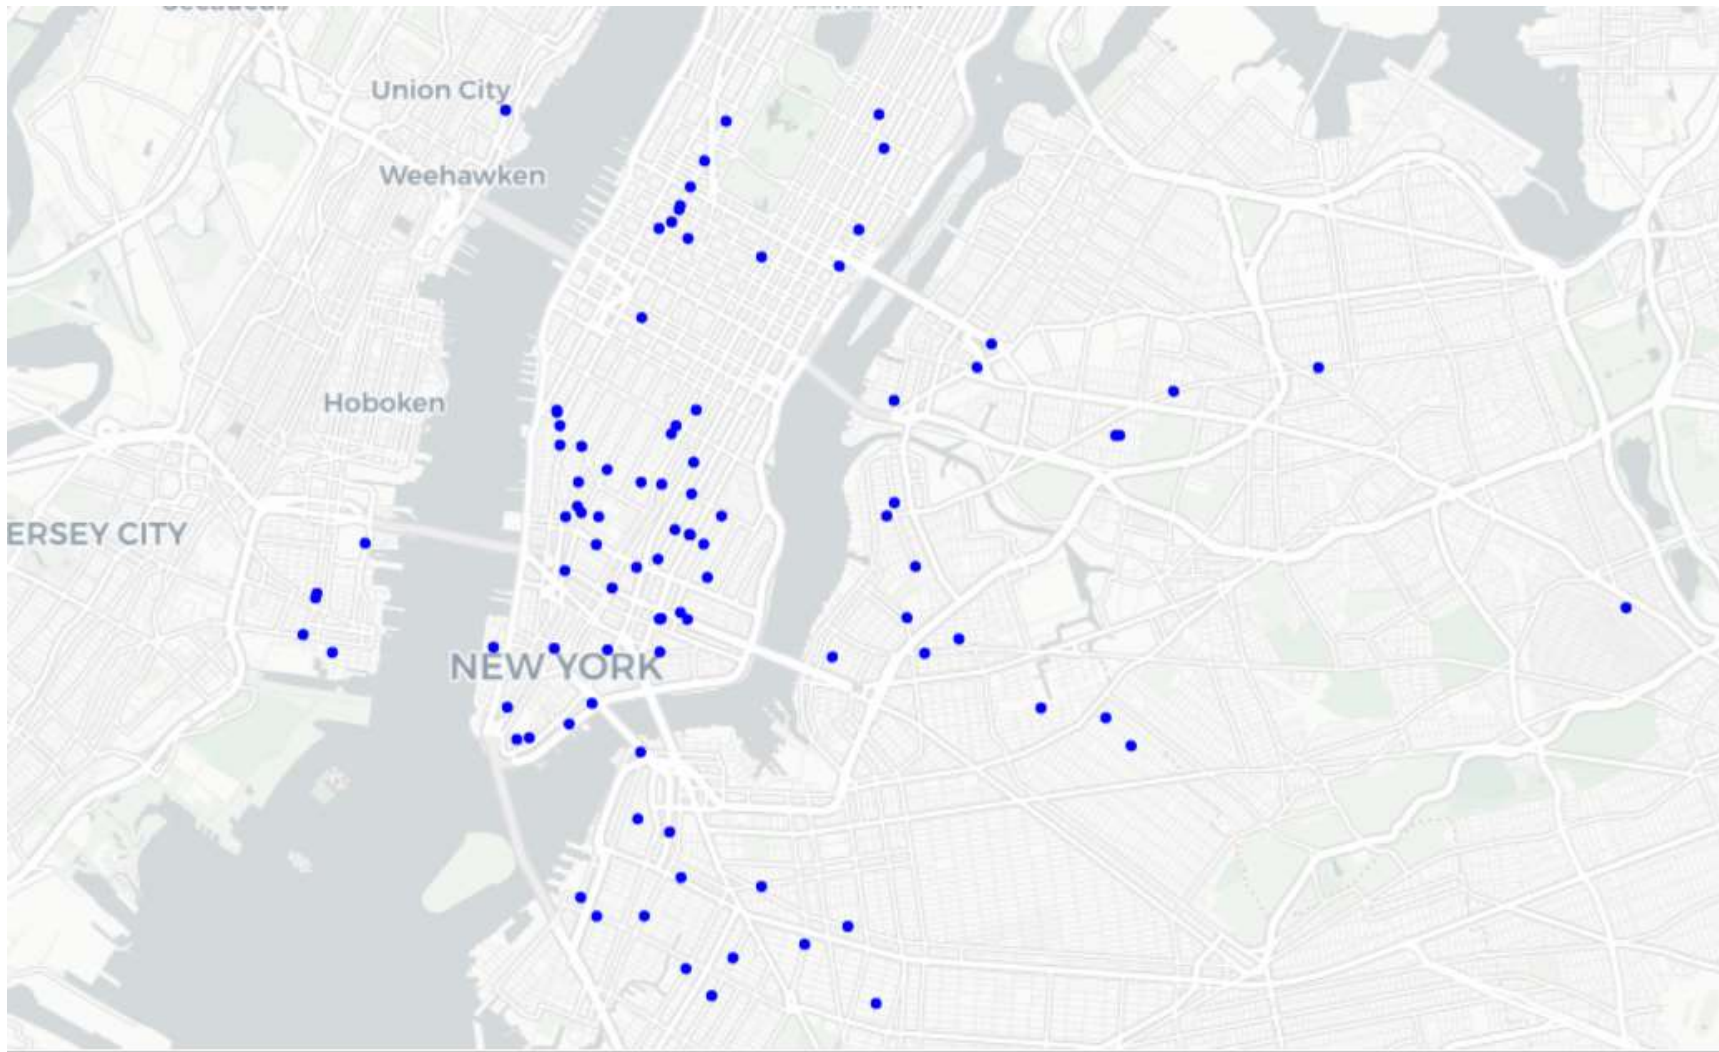 Union City
Weehawken
Hoboken
ERSEY CITY
NEW YORK